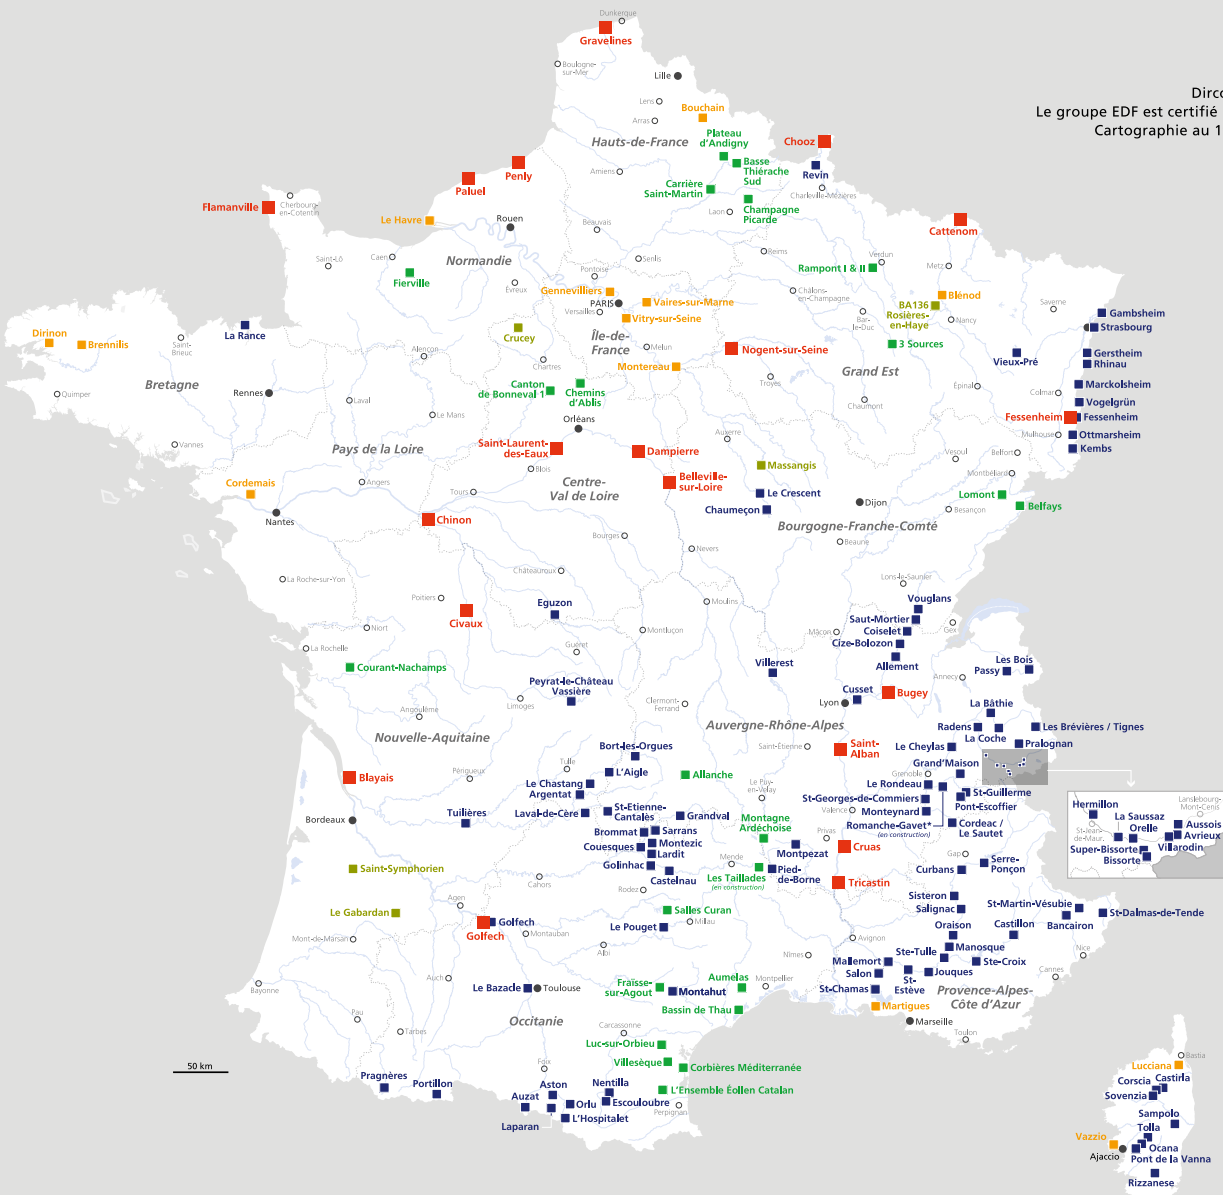 Dunkerque
Gravelines
Boulogne-
sur-Mer
Lille
Dirco
Le groupe EDF est certifié
Cartographie au 1
Lens
Arras
Bouchain
Hauts-de-France
Plateau
d'Andigny
Chooz
Basse
Thiérache
Sud
Revin
Penly
Paluel
Amiens
Carrière
Saint-Martin
Charleville-Mézières
Flamanville
Cherbourg-
en-Cotentin
Le Havre
Rouen
Beauvais
Laon
Champagne
Picarde
Cattenom
Saint-Lô
Caen
Normandie
Senlis
Reims
Verdun
Metz
Fierville
Évreux
Pontoise
Rampont I & II
Gennevilliers
PARIS
Versailles
Vaires-sur-Marne
Vitry-sur-Seine
Châlons-
en-Champagne
Blénod
BA136
Rosières-
en-Haye
Bar-
le-Duc
Nancy
Saverne
Gambsheim
Strasbourg
Dirinon
Brennilis
Saint-
Brieuc
La Rance
Crucey
Île-de-
France
Melun
Nogent-sur-Seine
3 Sources
Vieux-Pré
Gerstheim
Rhinau
Alençon
Chartres
Montereau
Troyes
Grand Est
Bretagne
Quimper
Rennes
Laval
Le Mans
Canton
de Bonneval 1
Chemins
d'Ablis
Chaumont
Épinal
Colmar
Marckolsheim
Vogelgrün
Fessenheim
Fessenheim
Orléans
Vannes
Pays de la Loire
Saint-Laurent-
des-Eaux
Dampierre
Auxerre
Mulhouse
Ottmarsheim
Kembs
Vesoul
Belfort
Montbéliard
Blois
Massangis
Cordemais
Angers
Tours
Centre-
Val de Loire
Belleville-
sur-Loire
Le Crescent
Chaumeçon
Dijon
Lomont
Belfays
Besançon
Nantes
Chinon
Bourges
Bourgogne-Franche-Comté
Beaune
Nevers
La Roche-sur-Yon
Châteauroux
Lons-le-Saunier
Poitiers
Civaux
Eguzon
Moulins
Vouglans
Saut-Mortier
Coiselet
Cize-Bolozon
Gex
Niort
Montluçon
Mâcon
La Rochelle
Guéret
Allement
Courant-Nachamps
Villerest
Annecy
Passy
Les Bois
Peyrat-le-Château
Vassière
Limoges
Clermont-
Ferrand
Cusset
Bugey
Lyon
La Bâthie
Angoulême
Nouvelle-Aquitaine
Auvergne-Rhône-Alpes
Radens
La Coche
Les Brévières / Tignes
Bort-les-Orgues
Saint-Étienne
Saint-
Alban
Le Cheylas
Pralognan
Périgueux
Tulle
L'Aigle
Allanche
Grenoble
Grand'Maison
Blayais
Le Chastang
Argentat
Le Puy-
en-Velay
Le Rondeau
St-Guillerme
Pont-Escoffier
St-Georges-de-Commiers
Hermillon
Lanslebourg-
Mont-Cenis
Bordeaux
Tuilières
Laval-de-Cère
St-Etienne-
Cantalès
Grandval
Montagne
Ardéchoise
Valence
Monteynard
Romanche-Gavet*
(en construction)
Cordeac /
Le Sautet
La Saussaz
Orelle
Aussois
Avrieux
St-Jean-
de-Maur.
Super-Bissorte
Bissorte
Villarodin
Brommat
Sarrans
Couesques
Montezic
Lardit
Golinhac
Castelnau
Privas
Montpezat
Cruas
Gap
Saint-Symphorien
Cahors
Rodez
Mende
Les Taillades
(en construction)
Pied-
de-Borne
Tricastin
Curbans
Serre-
Ponçon
Le Gabardan
Agen
Salles Curan
Sisteron
Salignac
St-Martin-Vésubie
St-Dalmas-de-Tende
Bancairon
Golfech
Golfech
Montauban
Le Pouget
Millau
Mont-de-Marsan
Albi
Avignon
Oraison
Castillon
Manosque
Nîmes
Ste-Tulle
Ste-Croix
Nice
Mallemort
Salon
St-
Estève
Jouques
Cannes
Auch
Bayonne
Le Bazacle
Toulouse
Fraïsse-
sur-Agout
Montahut
Aumelas
Montpellier
St-Chamas
Provence-Alpes-
Côte d'Azur
Pau
Bassin de Thau
Martigues
Marseille
Tarbes
Occitanie
Carcassonne
Toulon
Luc-sur-Orbieu
50 km
Foix
Villesèque
Corbières Méditerranée
Bastia
Lucciana
Pragnères
Portillon
Aston
Nentilla
L'Ensemble Éolien Catalan
Corscia
Castirla
Sovenzia
Auzat
Orlu
Escouloubre
Perpignan
Laparan
L'Hospitalet
Sampolo
Tolla
Vazzio
Ajaccio
Ocana
Pont de la Vanna
Rizzanese